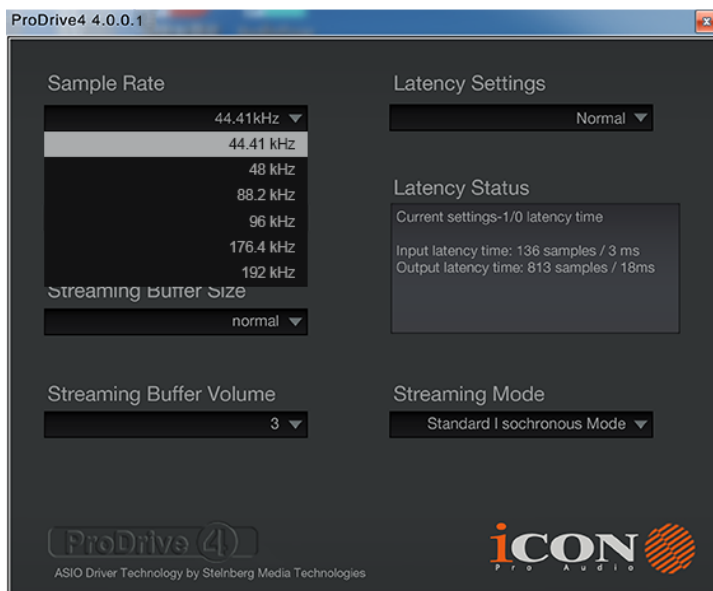 ProDrive4 4.0.0.1
Sample Rate
44.41kHz
44.41 kHz
48 kHz
88.2 kHz
96 kHz
176.4 kHz
192 kHz
Streaming Buffer Size
normal
Streaming Buffer Volume
3
Latency Settings
Normal
Latency Status
Current settings-1/0 latency time
Input latency time: 136 samples / 3 ms
Output latency time: 813 samples / 18ms
Streaming Mode
Standard I sochronous Mode
ProDrive 4
ASIO Driver Technology by Steinberg Media Technologies
iCON
Pro Audio